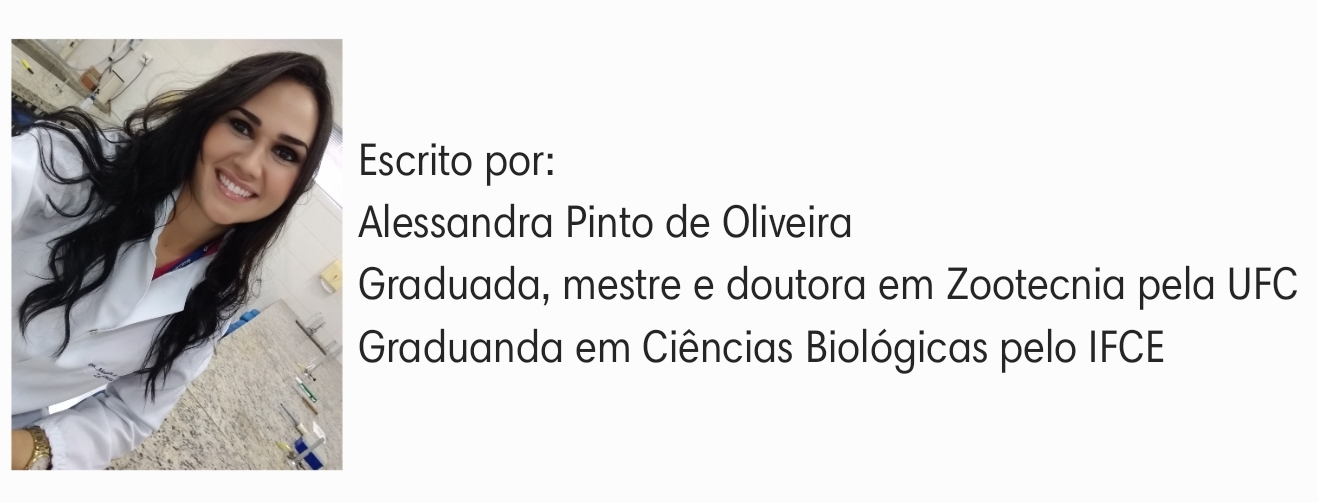 Escrito por:
Alessandra Pinto de Oliveira
Graduada, mestre e doutora em Zootecnia pela UFC
Graduanda em Ciências Biológicas pelo IFCE